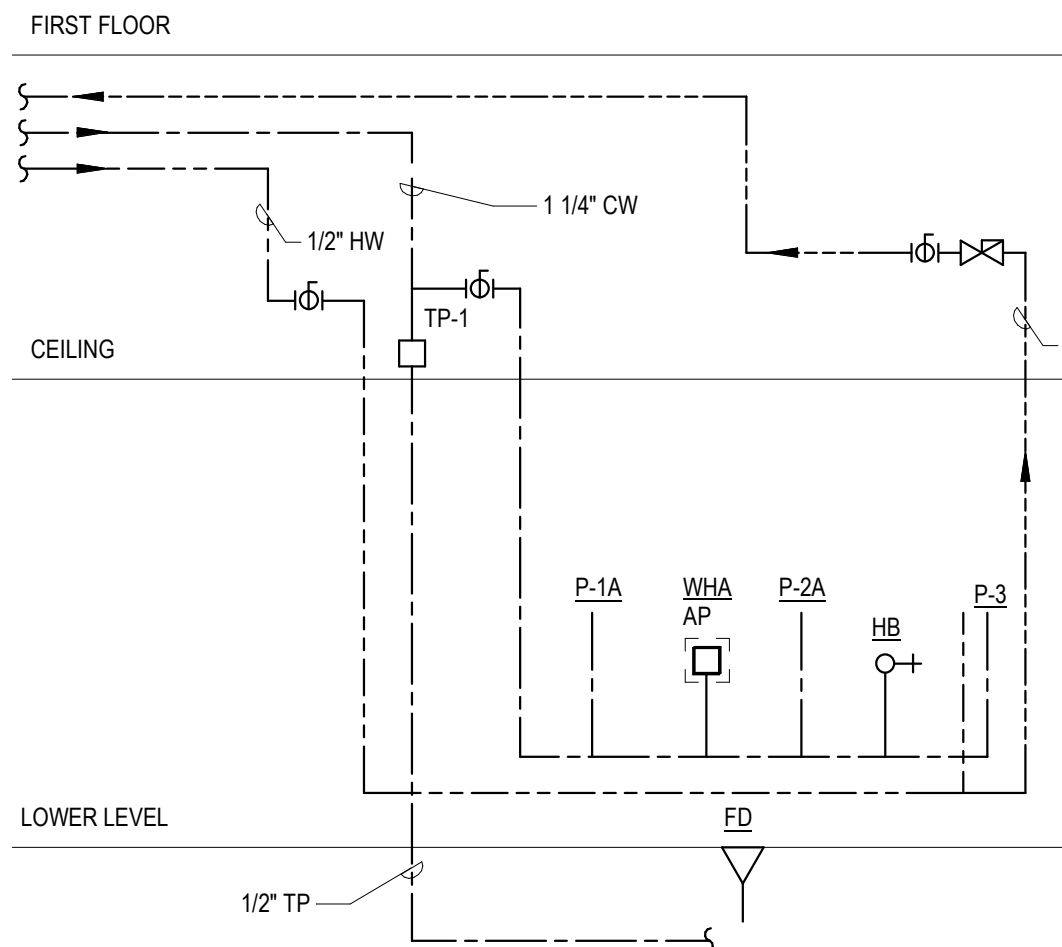 FIRST FLOOR
1 1/4" CW
1/2" HW
TP-1
CEILING
P-1A
WHA
AP
P-2A
HB
P-3
LOWER LEVEL
FD
1/2" TP